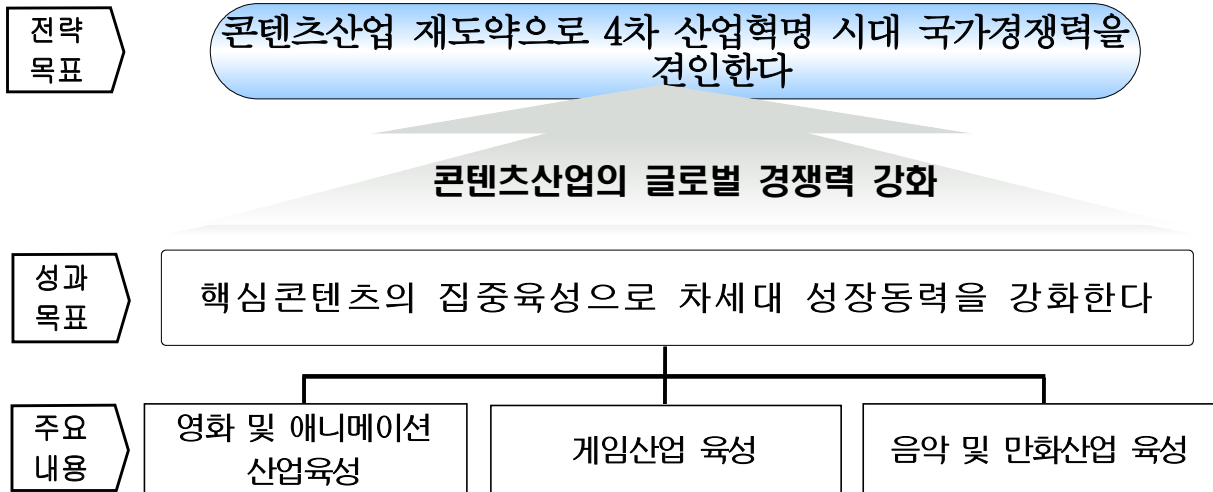 전략
목표
콘텐츠산업 재도약으로 4차 산업혁명 시대 국가경쟁력을
견인한다
콘텐츠산업의 글로벌 경쟁력 강화
성과
목표
핵심콘텐츠의 집중육성으로 차세대 성장동력을 강화한다
주요
내용
영화 및 애니메이션
산업육성
게임산업 육성
음악 및 만화산업 육성